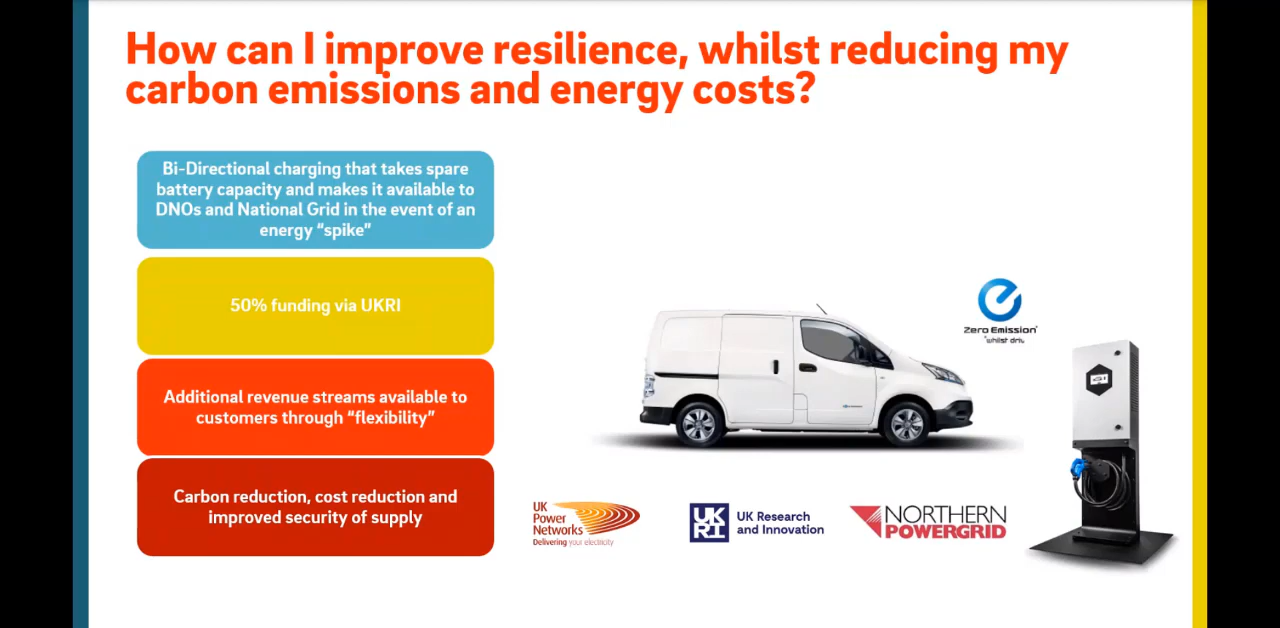 How can I improve resilience, whilst reducing my
carbon emissions and energy costs?
Bi-Directional charging that takes spare
battery capacity and makes it available to
DNOs and National Grid in the event of an
energy “spike”
50% funding via UKRI
Additional revenue streams available to
customers through “flexibility”
Carbon reduction, cost reduction and
improved security of supply
Zero Emission
whilst driv
UK
Power
Networks
Delivering your electricity
UK
RI
UK Research
and Innovation
NORTHERN
POWERGRID